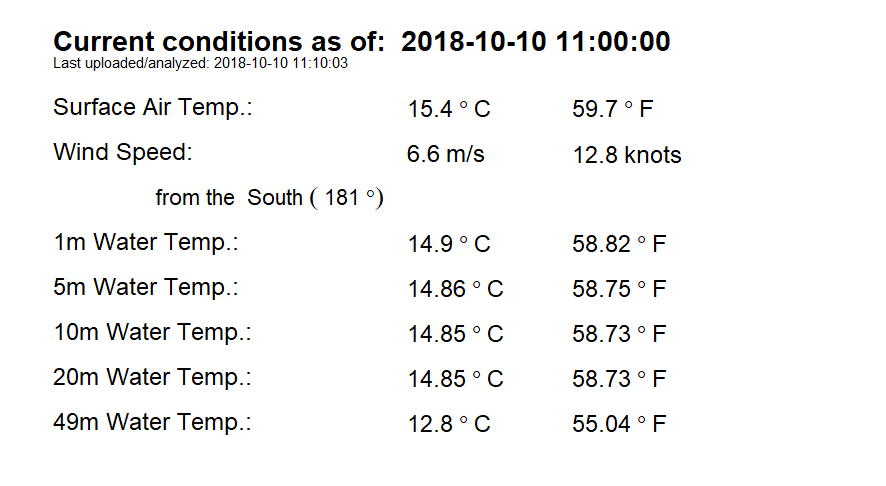 Current conditions as of:  2018-10-10 11:00:00
Last uploaded/analyzed: 2018-10-10 11:10:03
Surface Air Temp.: 15.4 ° C 59.7 ° F
Wind Speed: 6.6 m/s 12.8 knots
from the  South ( 181 °)
1m Water Temp.: 14.9 ° C 58.82 ° F
5m Water Temp.: 14.86 ° C 58.75 ° F
10m Water Temp.: 14.85 ° C 58.73 ° F
20m Water Temp.: 14.85 ° C 58.73 ° F
49m Water Temp.: 12.8 ° C 55.04 ° F